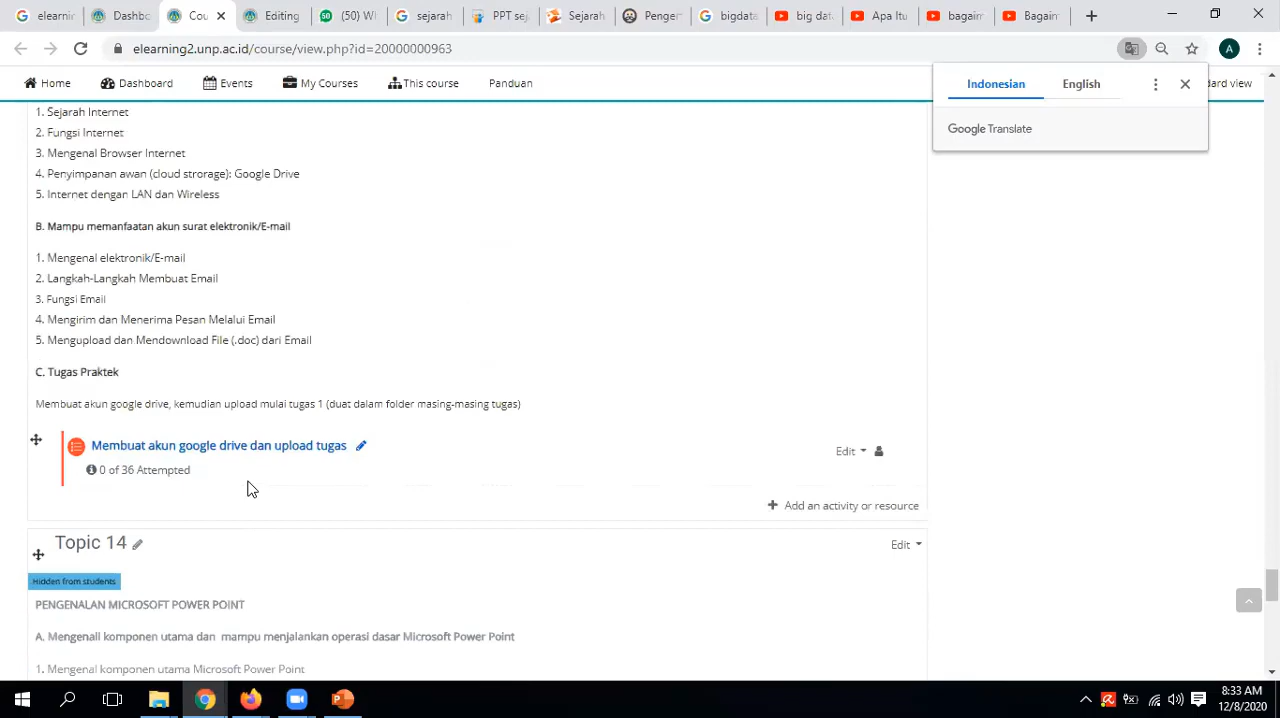 elearni
Dashbo
Cou
Editing
(50) W
sejarah
PPT sej
Sejarah
Penger
bigdata
big dat
Apa Itu
bagaim
Bagaim
elearning2.unp.ac.id/course/view.php?id=20000000963
A
Home
Dashboard
Events
My Courses
This course
Panduan
dard view
Indonesian
English
Google Translate
1. Sejarah Internet
2. Fungsi Internet
3. Mengenal Browser Internet
4. Penyimpanan awan (cloud strorage): Google Drive
5. Internet dengan LAN dan Wireless
B. Mampu memanfaatan akun surat elektronik/E-mail
1. Mengenal elektronik/E-mail
2. Langkah-Langkah Membuat Email
3. Fungsi Email
4. Mengirim dan Menerima Pesan Melalui Email
5. Mengupload dan Mendownload File (.doc) dari Email
C. Tugas Praktek
Membuat akun google drive, kemudian upload mulai tugas 1 (duat dalam folder masing-masing tugas)
Membuat akun google drive dan upload tugas
Edit
0 of 36 Attempted
Add an activity or resource
Topic 14
Edit
Hidden from students
PENGENALAN MICROSOFT POWER POINT
A. Mengenali komponen utama dan mampu menjalankan operasi dasar Microsoft Power Point
1. Mengenal komponen utama Microsoft Power Point
8:33 AM
12/8/2020